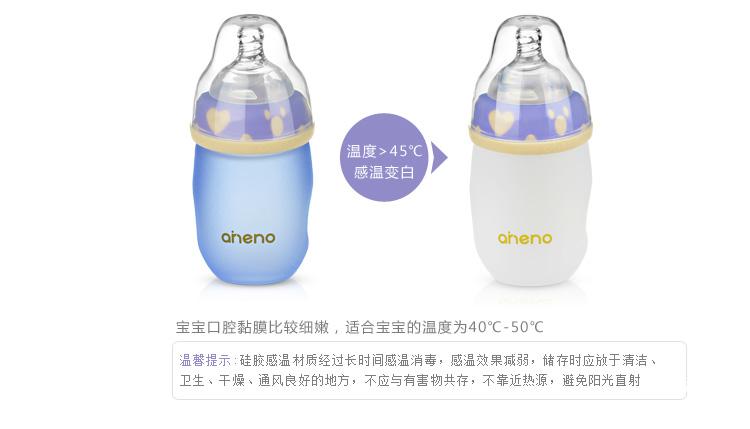 温度>45℃
感温变白
aneno
aneno
宝宝口腔黏膜比较细嫩，适合宝宝的温度为40℃-50℃
温馨提示:硅胶感温材质经过长时间感温消毒，感温效果减弱，储存时应放于清洁、
卫生、干燥、通风良好的地方，不应与有害物共存，不靠近热源，避免阳光直射